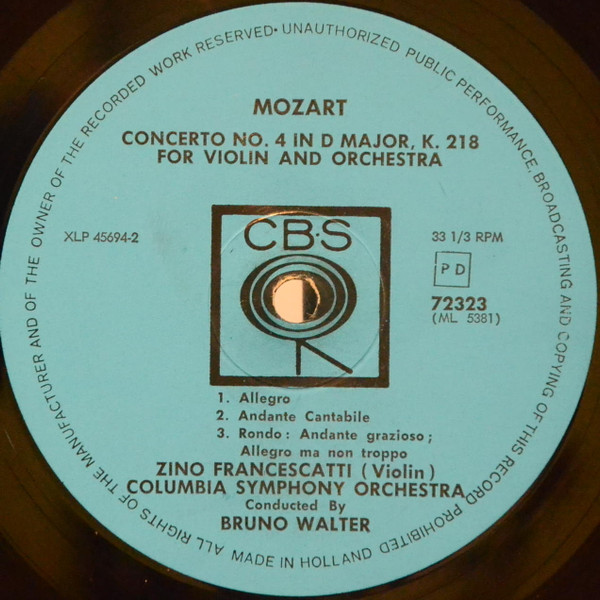 ALL RIGHTS OF THE MANUFACTURER AND OF THE OWNER OF THE RECORDED WORK RESERVED • UNAUTHORIZED PUBLIC PERFORMANCE, BROADCASTING AND COPYING OF THIS RECORD PROHIBITED
MOZART
CONCERTO NO. 4 IN D MAJOR, K. 218
FOR VIOLIN AND ORCHESTRA
CB·S
XLP 45694-2
33 1/3 RPM
PD
72323
(ML 5381)
1. Allegro
2. Andante Cantabile
3. Rondo: Andante grazioso;
Allegro ma non troppo
ZINO FRANCESCATTI (Violin)
COLUMBIA SYMPHONY ORCHESTRA
Conducted By
BRUNO WALTER
MADE IN HOLLAND